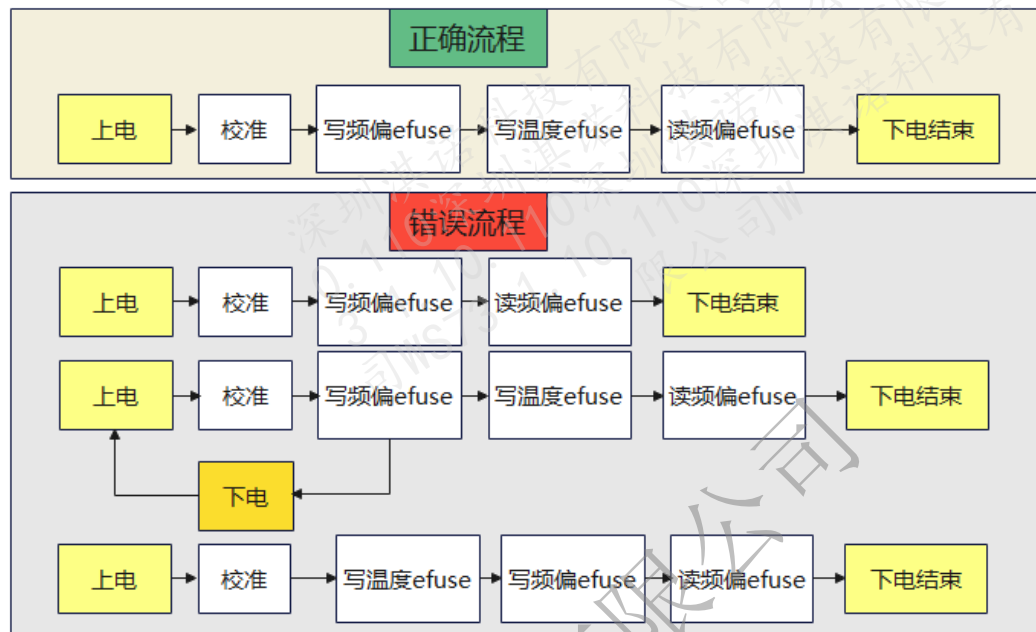 正确流程
上电 校准 写频偏efuse 写温度efuse 读频偏efuse 下电结束
错误流程
上电 校准 写频偏efuse 读频偏efuse 下电结束
上电 校准 写频偏efuse 写温度efuse 读频偏efuse 下电结束
下电
上电 校准 写温度efuse 写频偏efuse 读频偏efuse 下电结束
有限公司